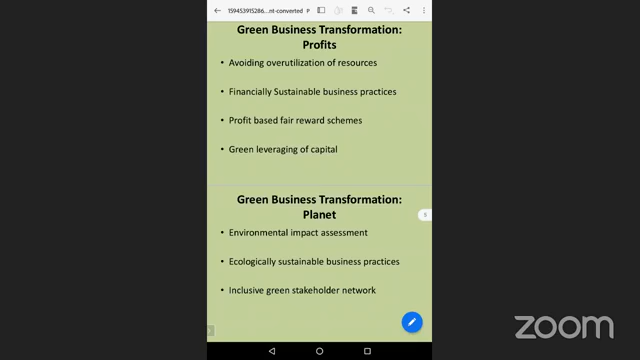 159453915286...nt-converted P
Green Business Transformation:
Profits
• Avoiding overutilization of resources
• Financially Sustainable business practices
• Profit based fair reward schemes
• Green leveraging of capital
Green Business Transformation:
Planet
5
• Environmental impact assessment
• Ecologically sustainable business practices
• Inclusive green stakeholder network
zoom